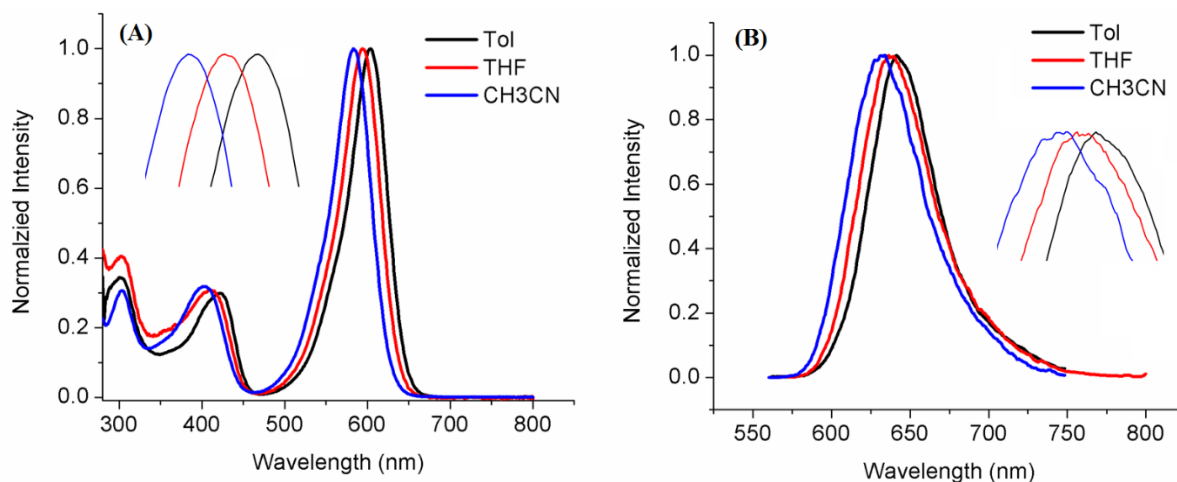 (A)
Tol
THF
CH3CN
1.0
0.8
0.6
0.4
0.2
0.0
Normalzied Intensity
300 400 500 600 700 800
Wavelength (nm)
(B)
Tol
THF
CH3CN
1.0
0.8
0.6
0.4
0.2
0.0
Normalized Intensity
550 600 650 700 750 800
Wavelength (nm)